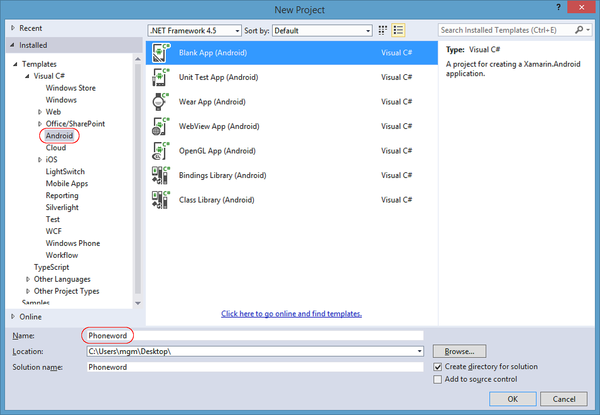 New Project
Recent
Installed
Templates
Visual C#
Windows Store
Windows
Web
Office/SharePoint
Android
Cloud
iOS
LightSwitch
Mobile Apps
Reporting
Silverlight
Test
WCF
Windows Phone
Workflow
TypeScript
Other Languages
Other Project Types
Samples
Online
.NET Framework 4.5 Sort by: Default
Blank App (Android) Visual C#
Unit Test App (Android) Visual C#
Wear App (Android) Visual C#
WebView App (Android) Visual C#
OpenGL App (Android) Visual C#
Bindings Library (Android) Visual C#
Class Library (Android) Visual C#
Click here to go online and find templates.
Search Installed Templates (Ctrl+E)
Type: Visual C#
A project for creating a Xamarin.Android
application.
Name: Phoneword
Location: C:\Users\mgm\Desktop\ Browse...
Solution name: Phoneword
Create directory for solution
Add to source control
OK Cancel